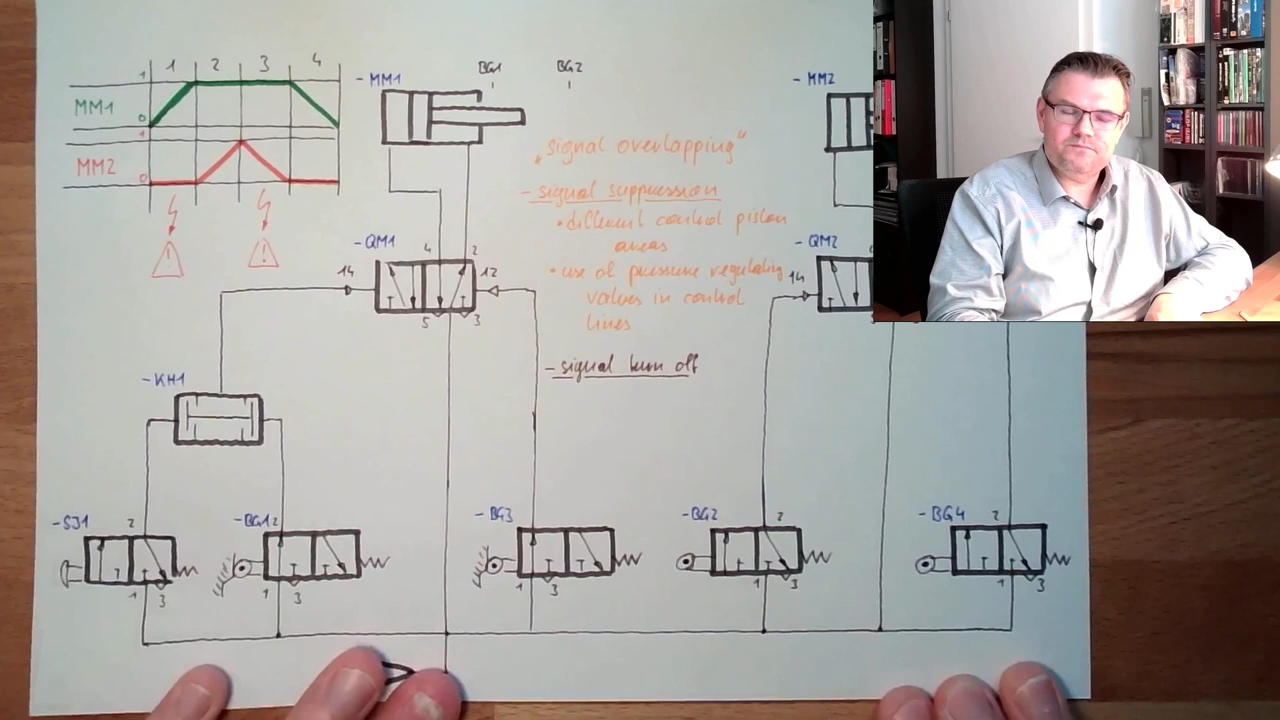 1 2 3 4
1
MM1
0
1
MM2
0
-MM1
BG1
BG2
-MM2
„signal overlapping"
- signal suppression
• different control piston
areas
• use of pressure regulating
valves in control
lines
- signal turn off
-QM1
14
4
2
12
5
3
-QM2
14
-KH1
-SJ1
2
1
3
-BG12
1
3
-BG3
1
3
-BG2
2
1
3
-BG4
2
1
3